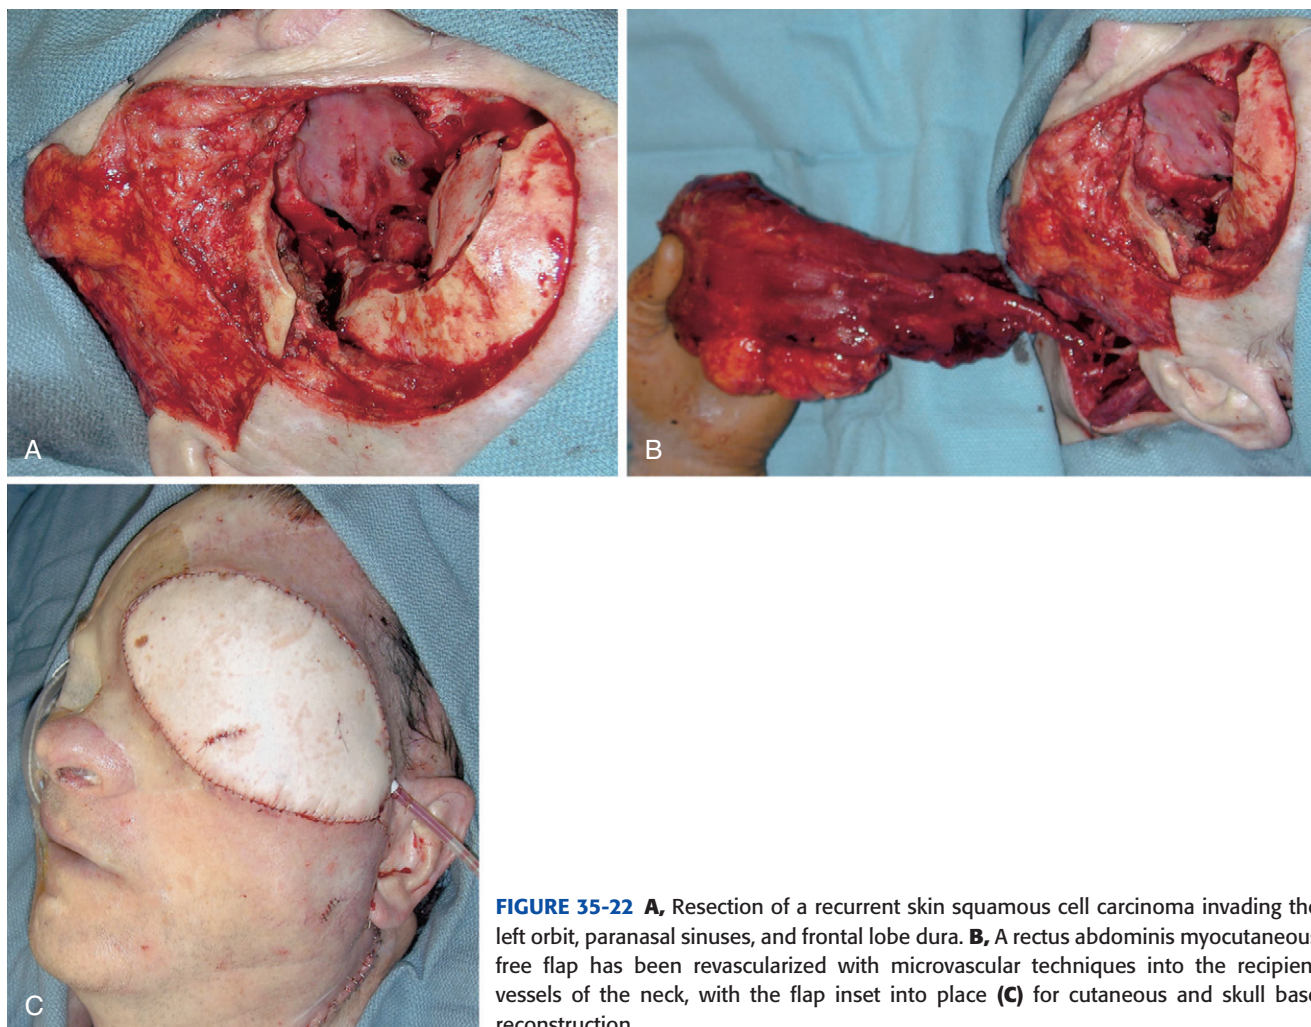 A
B
C
FIGURE 35-22 A, Resection of a recurrent skin squamous cell carcinoma invading the
left orbit, paranasal sinuses, and frontal lobe dura. B, A rectus abdominis myocutaneous
free flap has been revascularized with microvascular techniques into the recipien
vessels of the neck, with the flap inset into place (C) for cutaneous and skull base
reconstruction